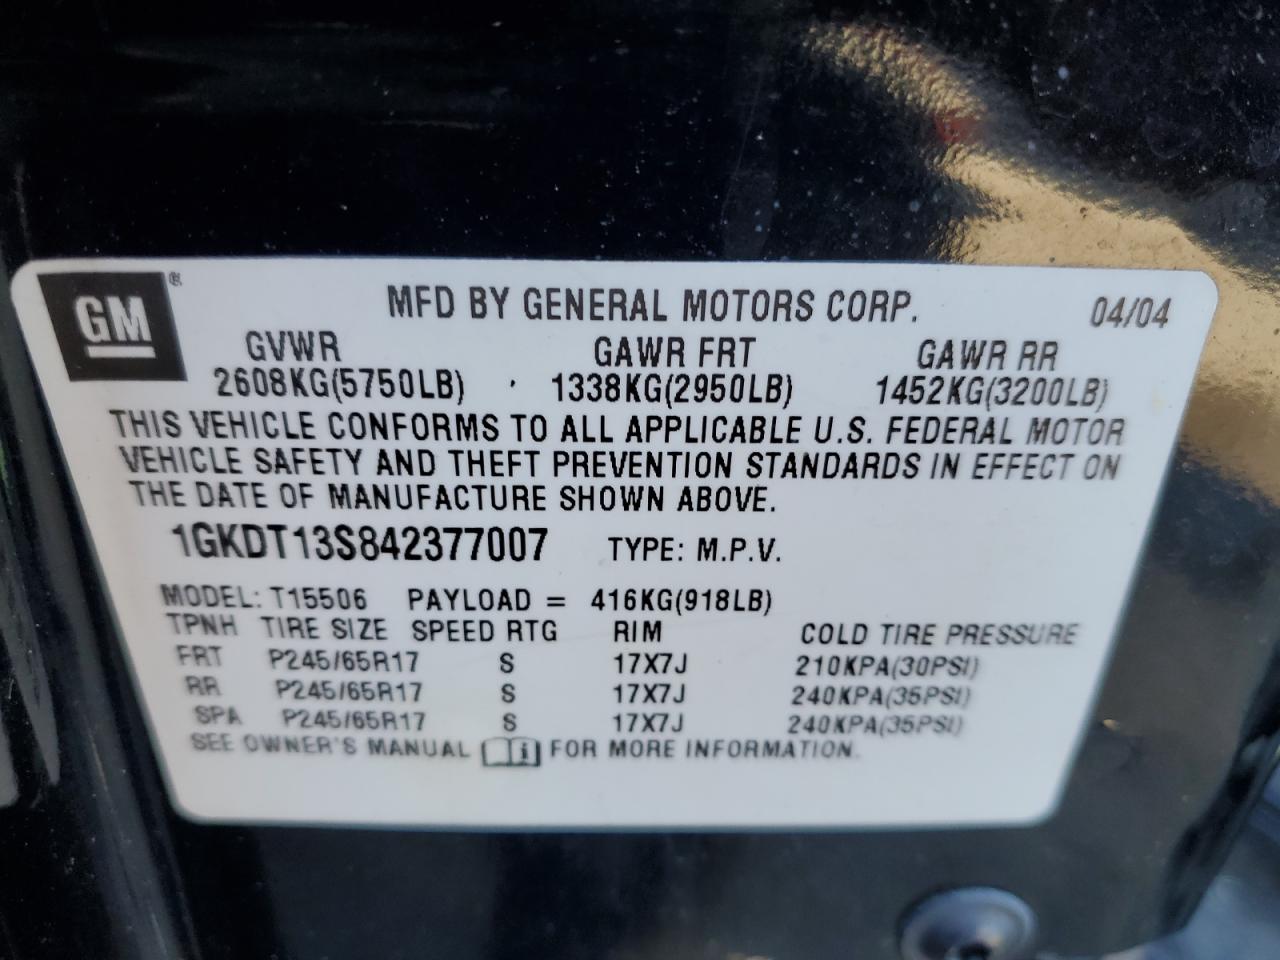 GM ®
MFD BY GENERAL MOTORS CORP. 04/04
GVWR GAWR FRT GAWR RR
2608KG(5750LB) 1338KG(2950LB) 1452KG(3200LB)
THIS VEHICLE CONFORMS TO ALL APPLICABLE U.S. FEDERAL MOTOR
VEHICLE SAFETY AND THEFT PREVENTION STANDARDS IN EFFECT ON
THE DATE OF MANUFACTURE SHOWN ABOVE.
1GKDT13S842377007 TYPE: M.P.V.
MODEL: T15506 PAYLOAD = 416KG(918LB)
TPNH TIRE SIZE SPEED RTG RIM COLD TIRE PRESSURE
FRT P245/65R17 S 17X7J 210KPA(30PSI)
RR P245/65R17 S 17X7J 240KPA(35PSI)
SPA P245/65R17 S 17X7J 240KPA(35PSI)
SEE OWNER'S MANUAL i FOR MORE INFORMATION.